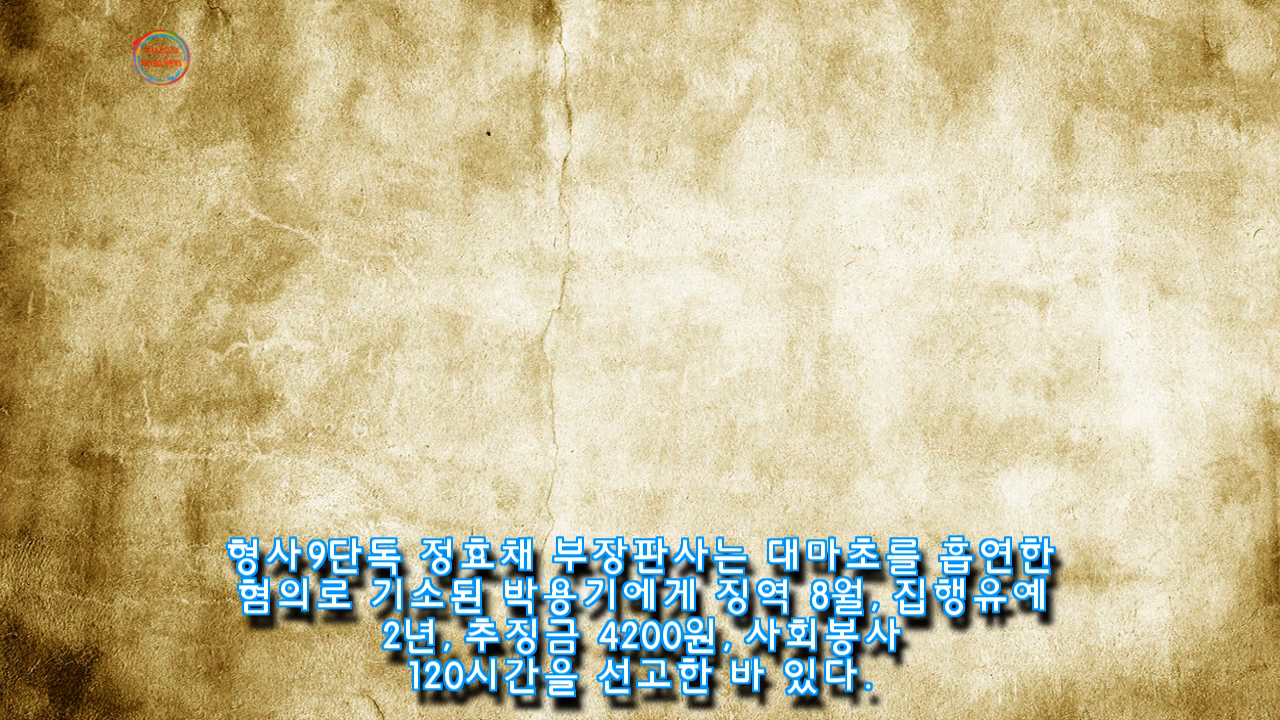 형사9단독 정효채 부장판사는 대마초를 흡연한
혐의로 기소된 박용기에게 징역 8월, 집행유예
2년, 추징금 4200원, 사회봉사
120시간을 선고한 바 있다.